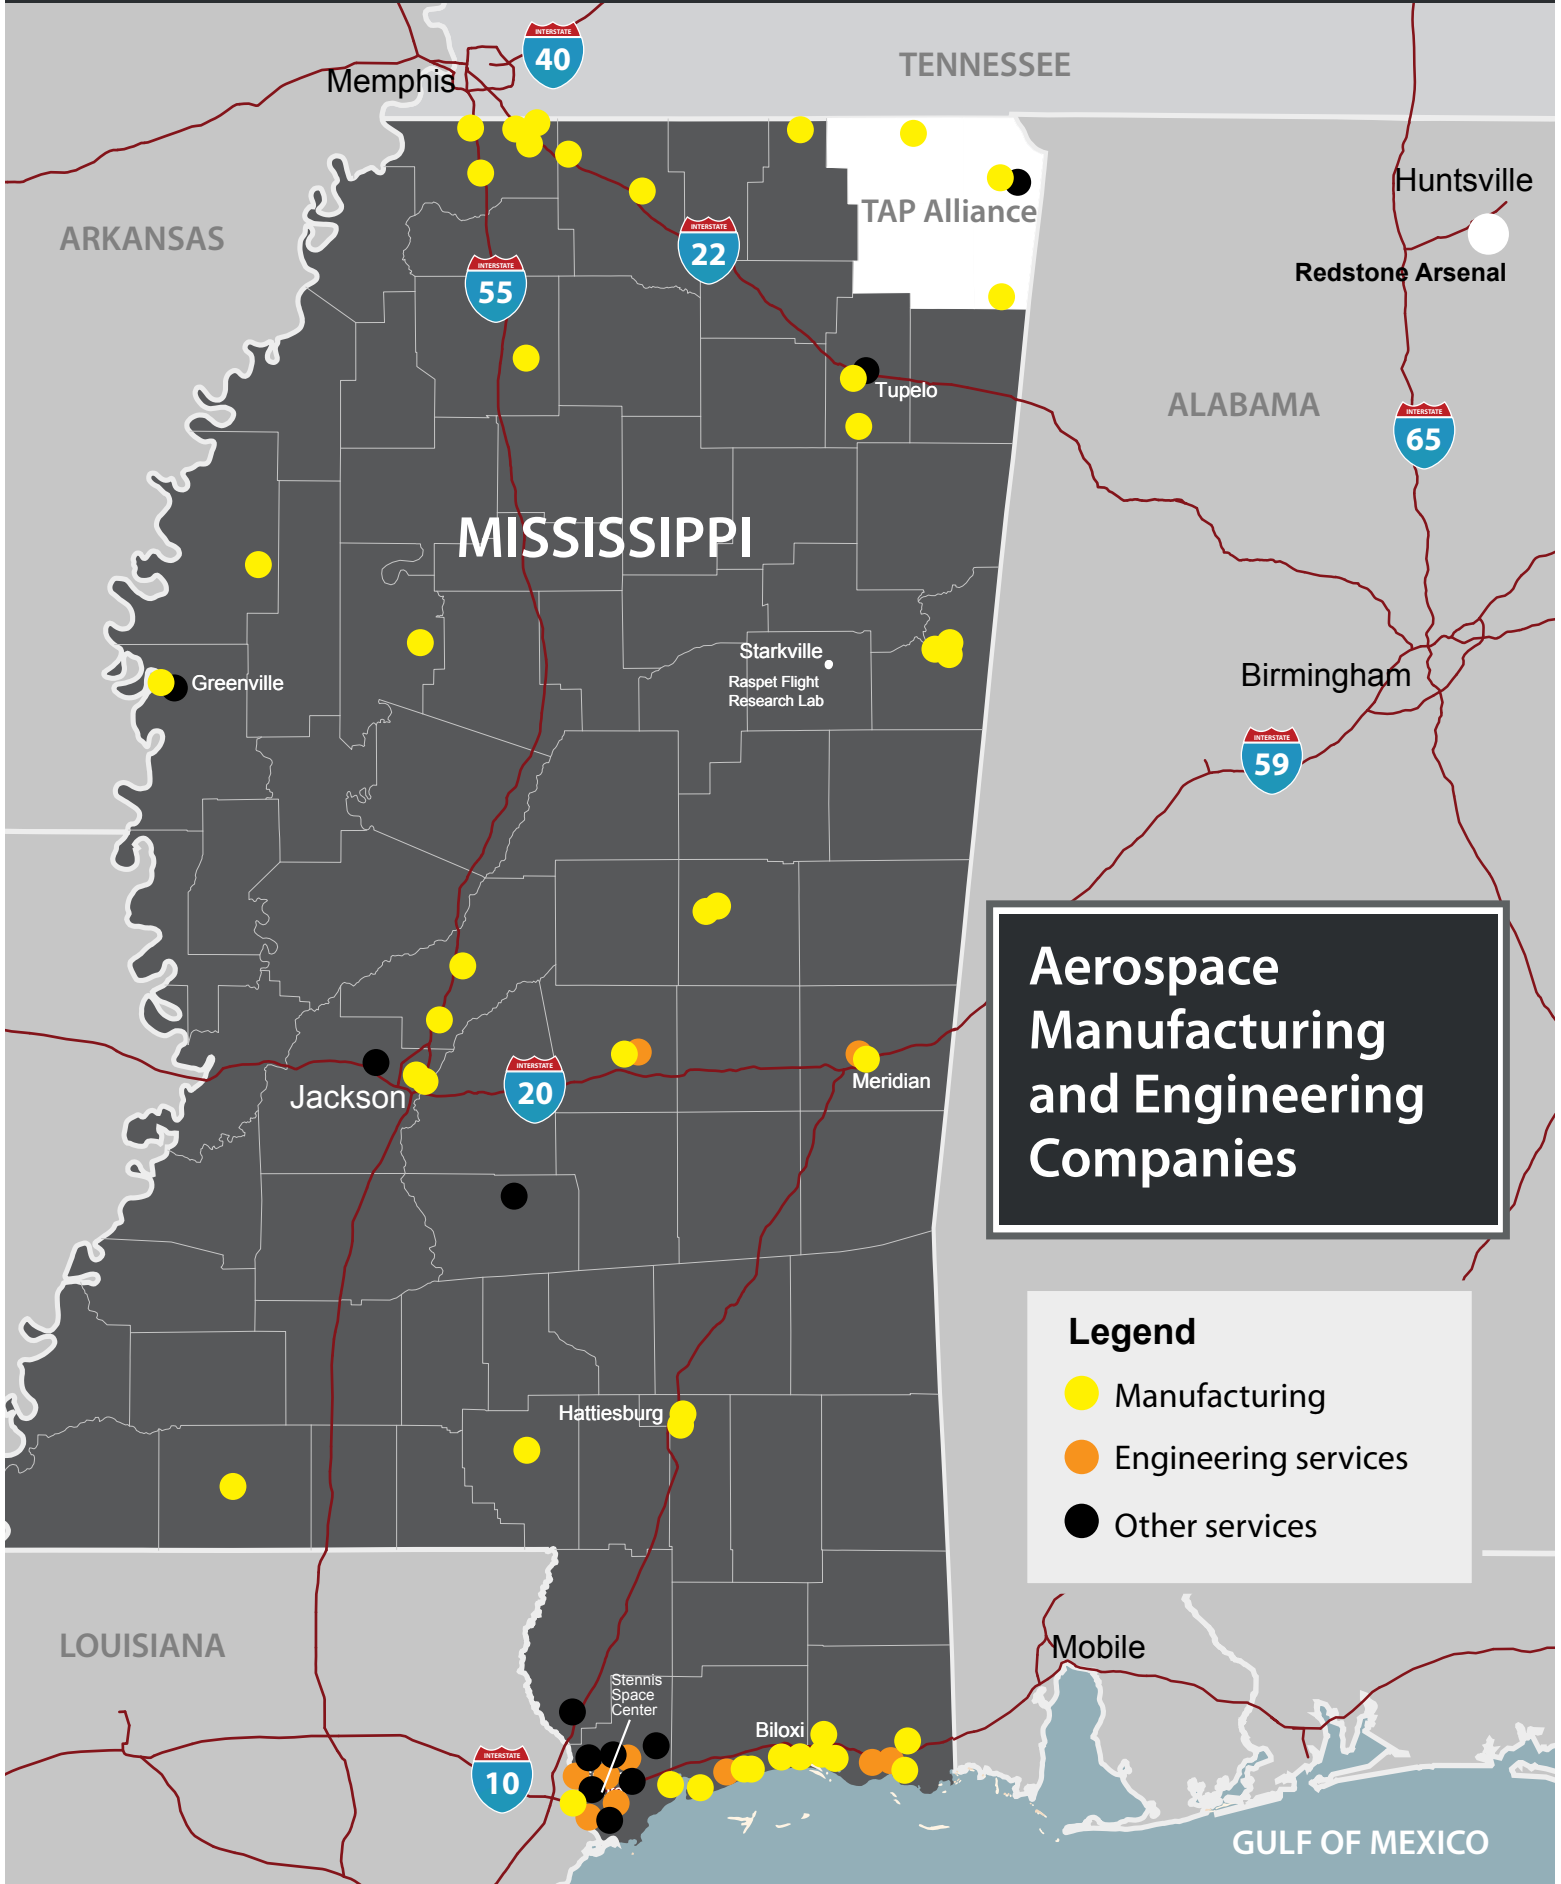 INTERSTATE
40
TENNESSEE
Memphis
Huntsville
TAP Alliance
ARKANSAS
INTERSTATE
22
INTERSTATE
55
Redstone Arsenal
Tupelo
ALABAMA
INTERSTATE
65
MISSISSIPPI
Starkville
Raspet Flight
Research Lab
Greenville
Birmingham
INTERSTATE
59
Aerospace
Manufacturing
and Engineering
Companies
INTERSTATE
20
Jackson
Meridian
Legend
Manufacturing
Engineering services
Other services
Hattiesburg
LOUISIANA
Mobile
Stennis
Space
Center
Biloxi
INTERSTATE
10
GULF OF MEXICO